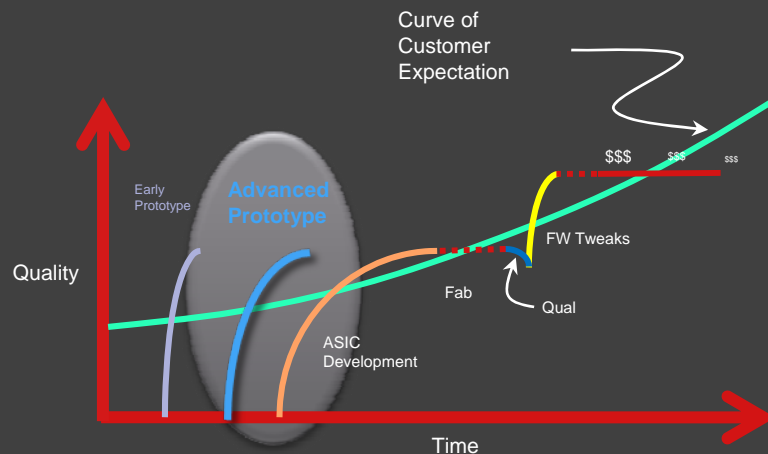 Curve of
Customer
Expectation
$$$
$$$
$$$
Early
Prototype
Advanced
Prototype
FW Tweaks
Quality
Fab
Qual
ASIC
Development
Time